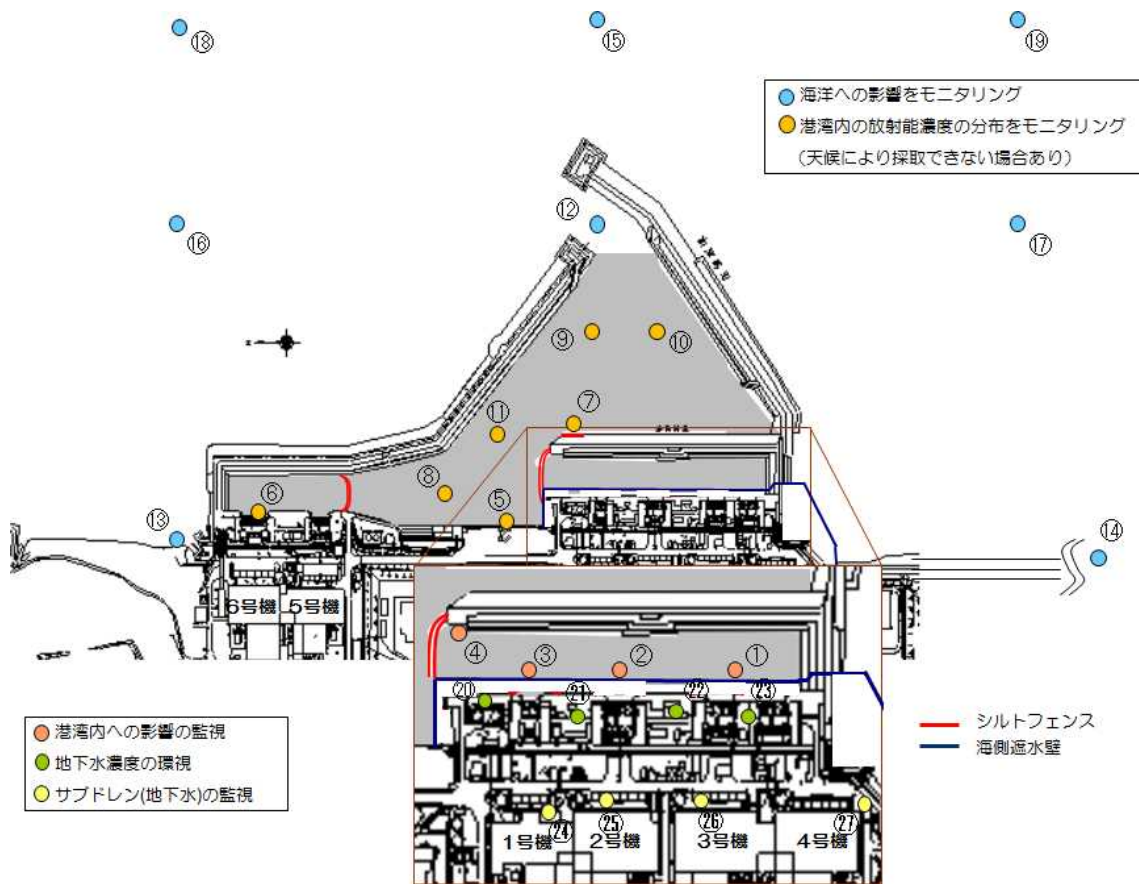 ⑱
⑮
⑲
海洋への影響をモニタリング
港湾内の放射能濃度の分布をモニタリング
(天候により採取できない場合あり)
⑫
⑯
⑰
⑨
⑩
⑦
⑪
⑧
⑥
⑤
⑬
⑭
6号機
5号機
④
③
②
①
⑳
㉑
㉒
㉓
港湾内への影響の監視
地下水濃度の環視
サブドレン(地下水)の監視
シルトフェンス
海側遮水壁
㉔
㉕
㉖
㉗
1号機
2号機
3号機
4号機